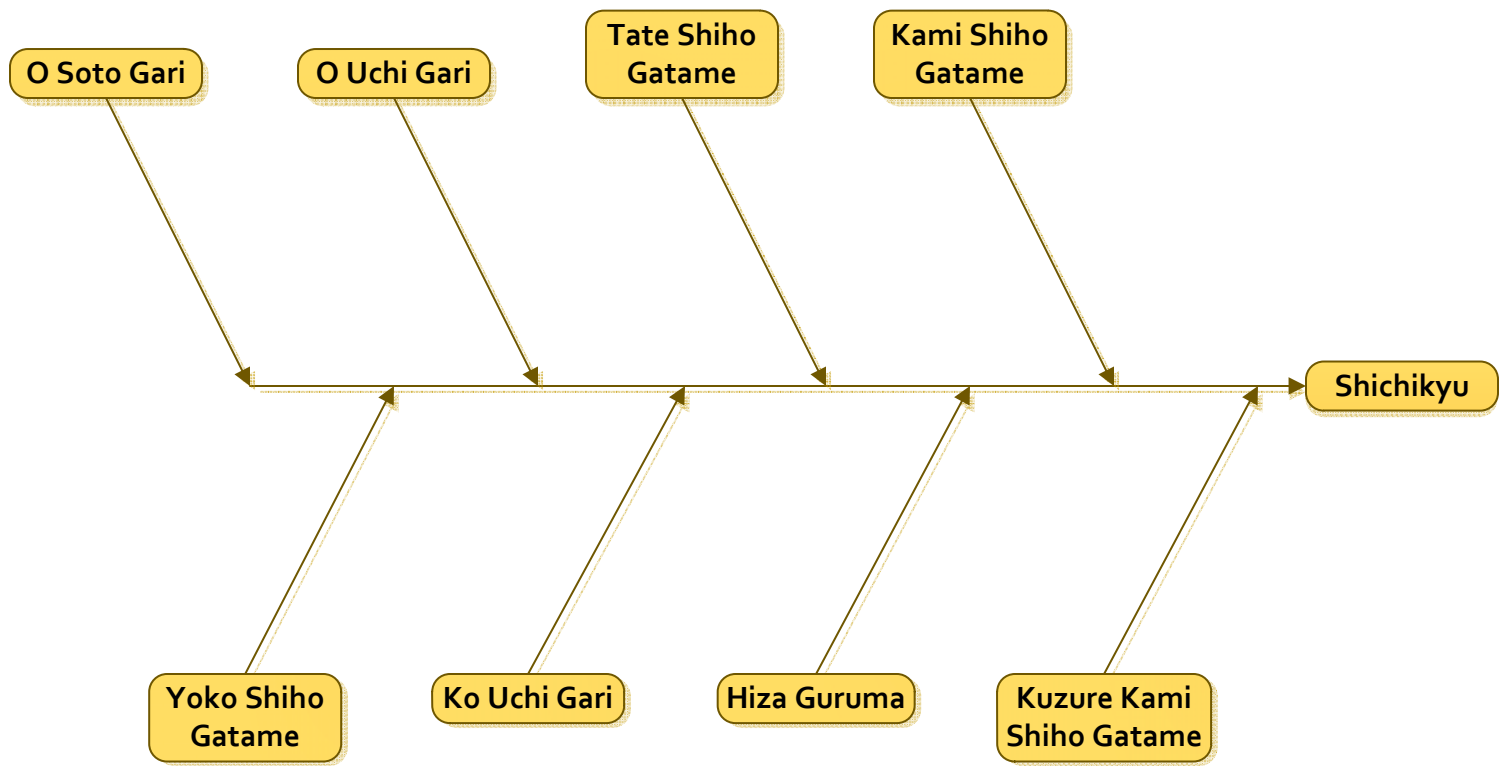 O Soto Gari
O Uchi Gari
Tate Shiho
Gatame
Kami Shiho
Gatame
Shichikyu
Yoko Shiho
Gatame
Ko Uchi Gari
Hiza Guruma
Kuzure Kami
Shiho Gatame